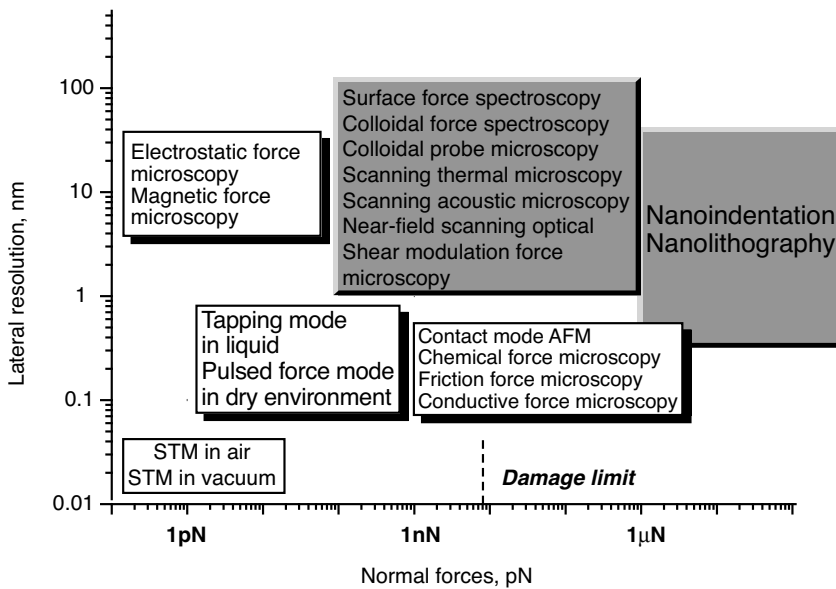 Lateral resolution, nm
100
10
1
0.1
0.01
Electrostatic force
microscopy
Magnetic force
microscopy
Surface force spectroscopy
Colloidal force spectroscopy
Colloidal probe microscopy
Scanning thermal microscopy
Scanning acoustic microscopy
Near-field scanning optical
Shear modulation force
microscopy
Nanoindentation
Nanolithography
Tapping mode
in liquid
Pulsed force mode
in dry environment
Contact mode AFM
Chemical force microscopy
Friction force microscopy
Conductive force microscopy
STM in air
STM in vacuum
Damage limit
1pN
1nN
1μN
Normal forces, pN